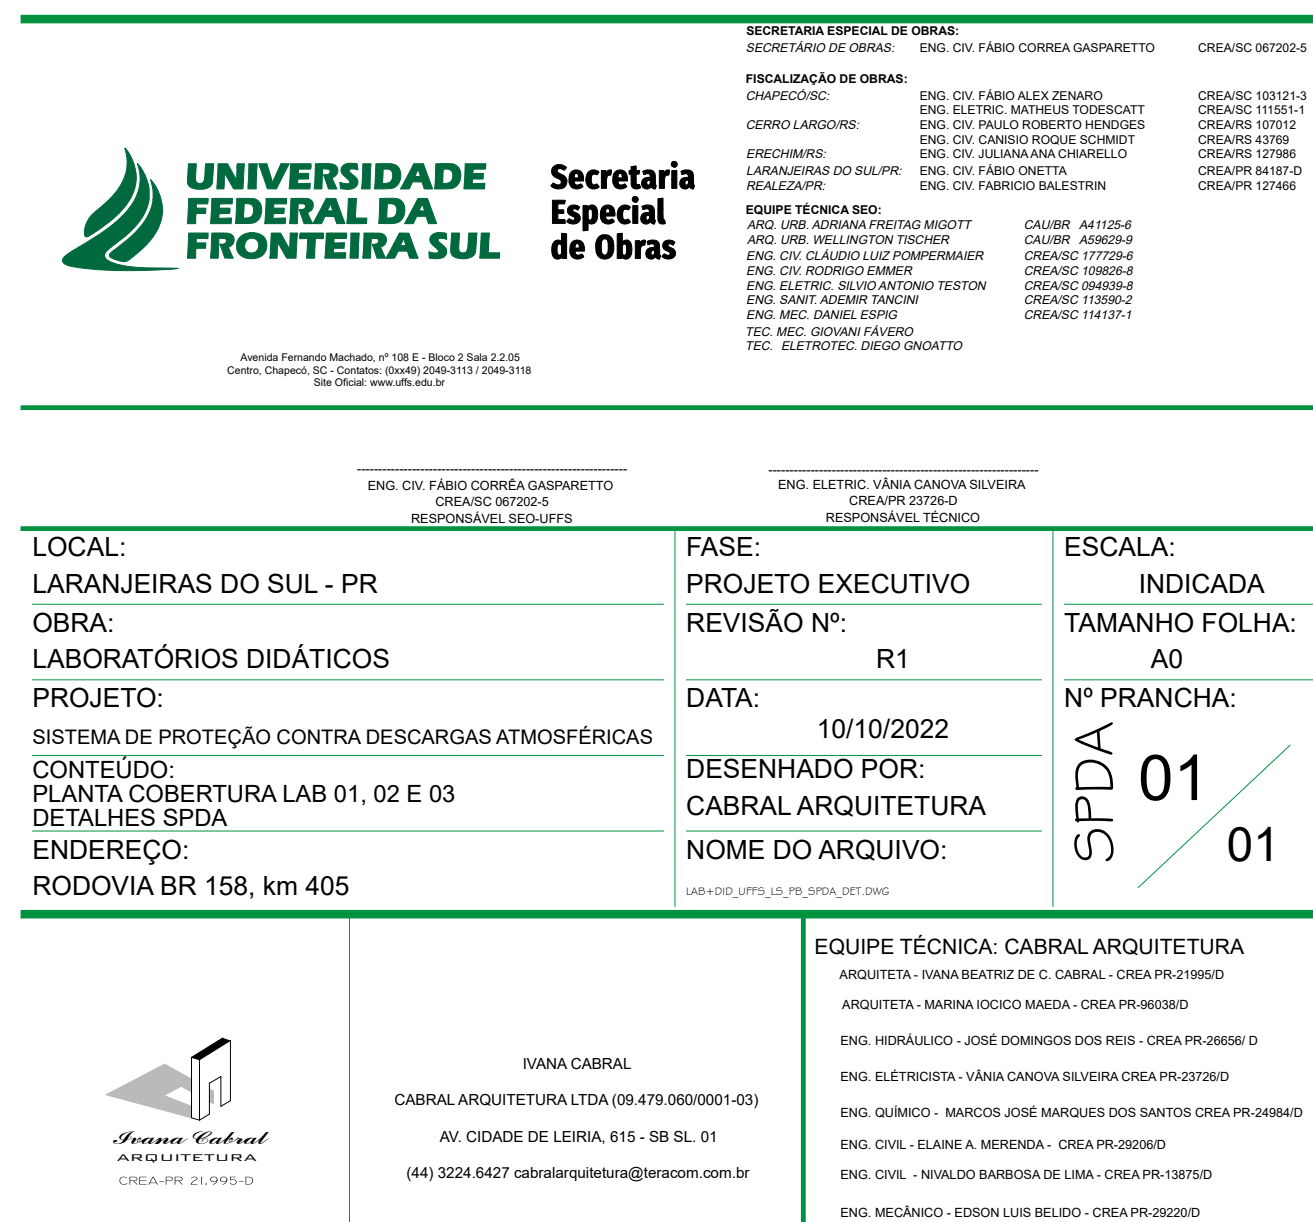 UNIVERSIDADE
FEDERAL DA
FRONTEIRA SUL
Secretaria
Especial
de Obras
Avenida Fernando Machado, nº 108 E - Bloco 2 Sala 2.2.05
Centro, Chapecó, SC - Contatos: (0xx49) 2049-3113 / 2049-3118
Site Oficial: www.uffs.edu.br
SECRETARIA ESPECIAL DE OBRAS:
SECRETÁRIO DE OBRAS: ENG. CIV. FÁBIO CORREA GASPARETTO CREA/SC 067202-5
FISCALIZAÇÃO DE OBRAS:
CHAPECÓ/SC: ENG. CIV. FÁBIO ALEX ZENARO CREA/SC 103121-3
ENG. ELETRIC. MATHEUS TODESCATT CREA/SC 111551-1
CERRO LARGO/RS: ENG. CIV. PAULO ROBERTO HENDGES CREA/RS 107012
ENG. CIV. CANISIO ROQUE SCHMIDT CREA/RS 43769
ERECHIM/RS: ENG. CIV. JULIANA ANA CHIARELLO CREA/RS 127986
LARANJEIRAS DO SUL/PR: ENG. CIV. FÁBIO ONETTA CREA/PR 84187-D
REALEZA/PR: ENG. CIV. FABRICIO BALESTRIN CREA/PR 127466
EQUIPE TÉCNICA SEO:
ARQ. URB. ADRIANA FREITAG MIGOTT CAU/BR A41125-6
ARQ. URB. WELLINGTON TISCHER CAU/BR A59629-9
ENG. CIV. CLÁUDIO LUIZ POMPERMAIER CREA/SC 177729-6
ENG. CIV. RODRIGO EMMER CREA/SC 109826-8
ENG. ELETRIC. SILVIO ANTONIO TESTON CREA/SC 094939-8
ENG. SANIT. ADEMIR TANCINI CREA/SC 113590-2
ENG. MEC. DANIEL ESPIG CREA/SC 114137-1
TEC. MEC. GIOVANI FÁVERO
TEC. ELETROTEC. DIEGO GNOATTO
ENG. CIV. FÁBIO CORRÊA GASPARETTO
CREA/SC 067202-5
RESPONSÁVEL SEO-UFFS
ENG. ELETRIC. VÂNIA CANOVA SILVEIRA
CREA/PR 23726-D
RESPONSÁVEL TÉCNICO
LOCAL:
LARANJEIRAS DO SUL - PR
OBRA:
LABORATÓRIOS DIDÁTICOS
PROJETO:
SISTEMA DE PROTEÇÃO CONTRA DESCARGAS ATMOSFÉRICAS
CONTEÚDO:
PLANTA COBERTURA LAB 01, 02 E 03
DETALHES SPDA
ENDEREÇO:
RODOVIA BR 158, km 405
FASE:
PROJETO EXECUTIVO
REVISÃO Nº:
R1
DATA:
10/10/2022
DESENHADO POR:
CABRAL ARQUITETURA
NOME DO ARQUIVO:
LAB+DID_UFFS_LS_PB_SPDA_DET.DWG
ESCALA:
INDICADA
TAMANHO FOLHA:
A0
Nº PRANCHA:
SPDA
01
01
Ivana Cabral
ARQUITETURA
CREA-PR 21.995-D
IVANA CABRAL
CABRAL ARQUITETURA LTDA (09.479.060/0001-03)
AV. CIDADE DE LEIRIA, 615 - SB SL. 01
(44) 3224.6427 cabralarquitetura@teracom.com.br
EQUIPE TÉCNICA: CABRAL ARQUITETURA
ARQUITETA - IVANA BEATRIZ DE C. CABRAL - CREA PR-21995/D
ARQUITETA - MARINA IOCICO MAEDA - CREA PR-96038/D
ENG. HIDRÁULICO - JOSÉ DOMINGOS DOS REIS - CREA PR-26656/ D
ENG. ELÉTRICISTA - VÂNIA CANOVA SILVEIRA CREA PR-23726/D
ENG. QUÍMICO - MARCOS JOSÉ MARQUES DOS SANTOS CREA PR-24984/D
ENG. CIVIL - ELAINE A. MERENDA - CREA PR-29206/D
ENG. CIVIL - NIVALDO BARBOSA DE LIMA - CREA PR-13875/D
ENG. MECÂNICO - EDSON LUIS BELIDO - CREA PR-29220/D